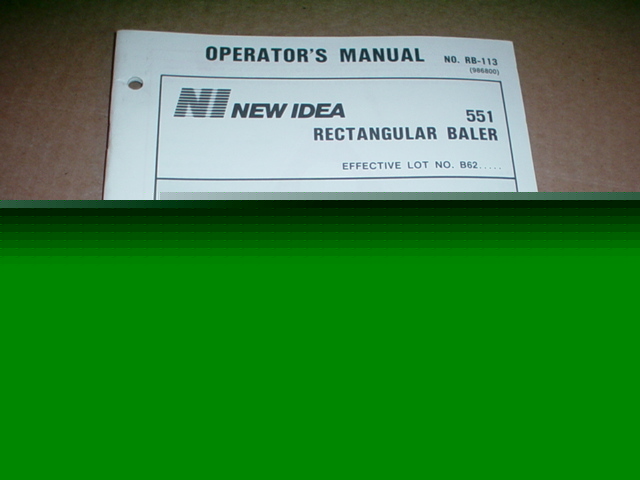 OPERATOR'S MANUAL NO. RB-113
(986800)
NI NEW IDEA
551
RECTANGULAR BALER
EFFECTIVE LOT NO. B62.....